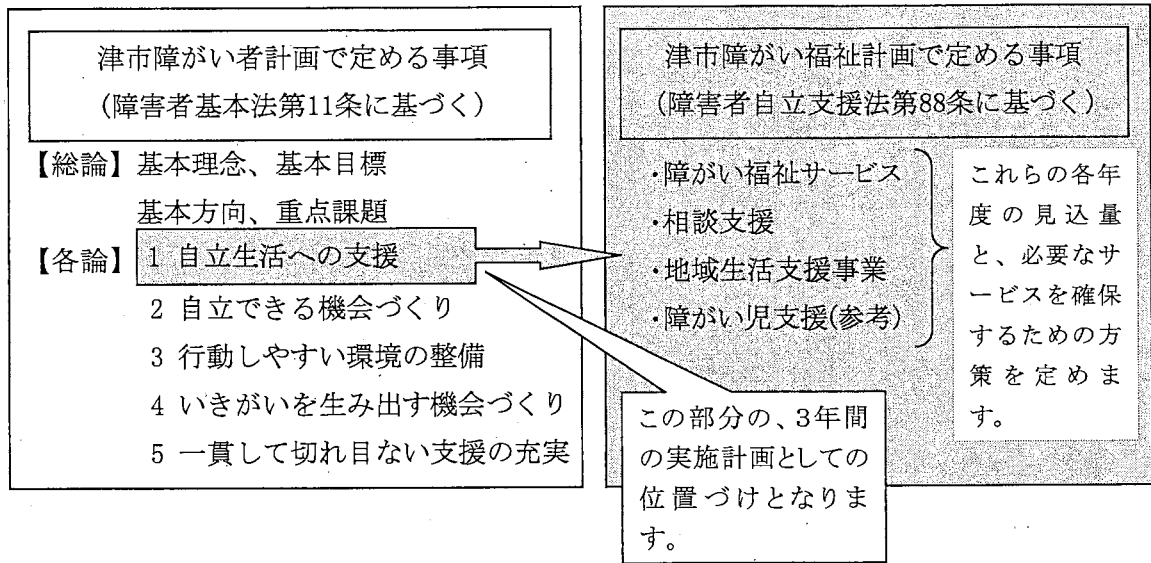 津市障がい者計画で定める事項
(障害者基本法第11条に基づく)
【総論】基本理念、基本目標
基本方向、重点課題
【各論】1 自立生活への支援
2 自立できる機会づくり
3 行動しやすい環境の整備
4 いきがいを生み出す機会づくり
5 一貫して切れ目ない支援の充実
津市障がい福祉計画で定める事項
(障害者自立支援法第88条に基づく)
・障がい福祉サービス
・相談支援
・地域生活支援事業
・障がい児支援(参考)
これらの各年
度の見込量
と、必要なサ
ービスを確保
するための方
策を定めま
す。
この部分の、3年間
の実施計画としての
位置づけとなりま
す。